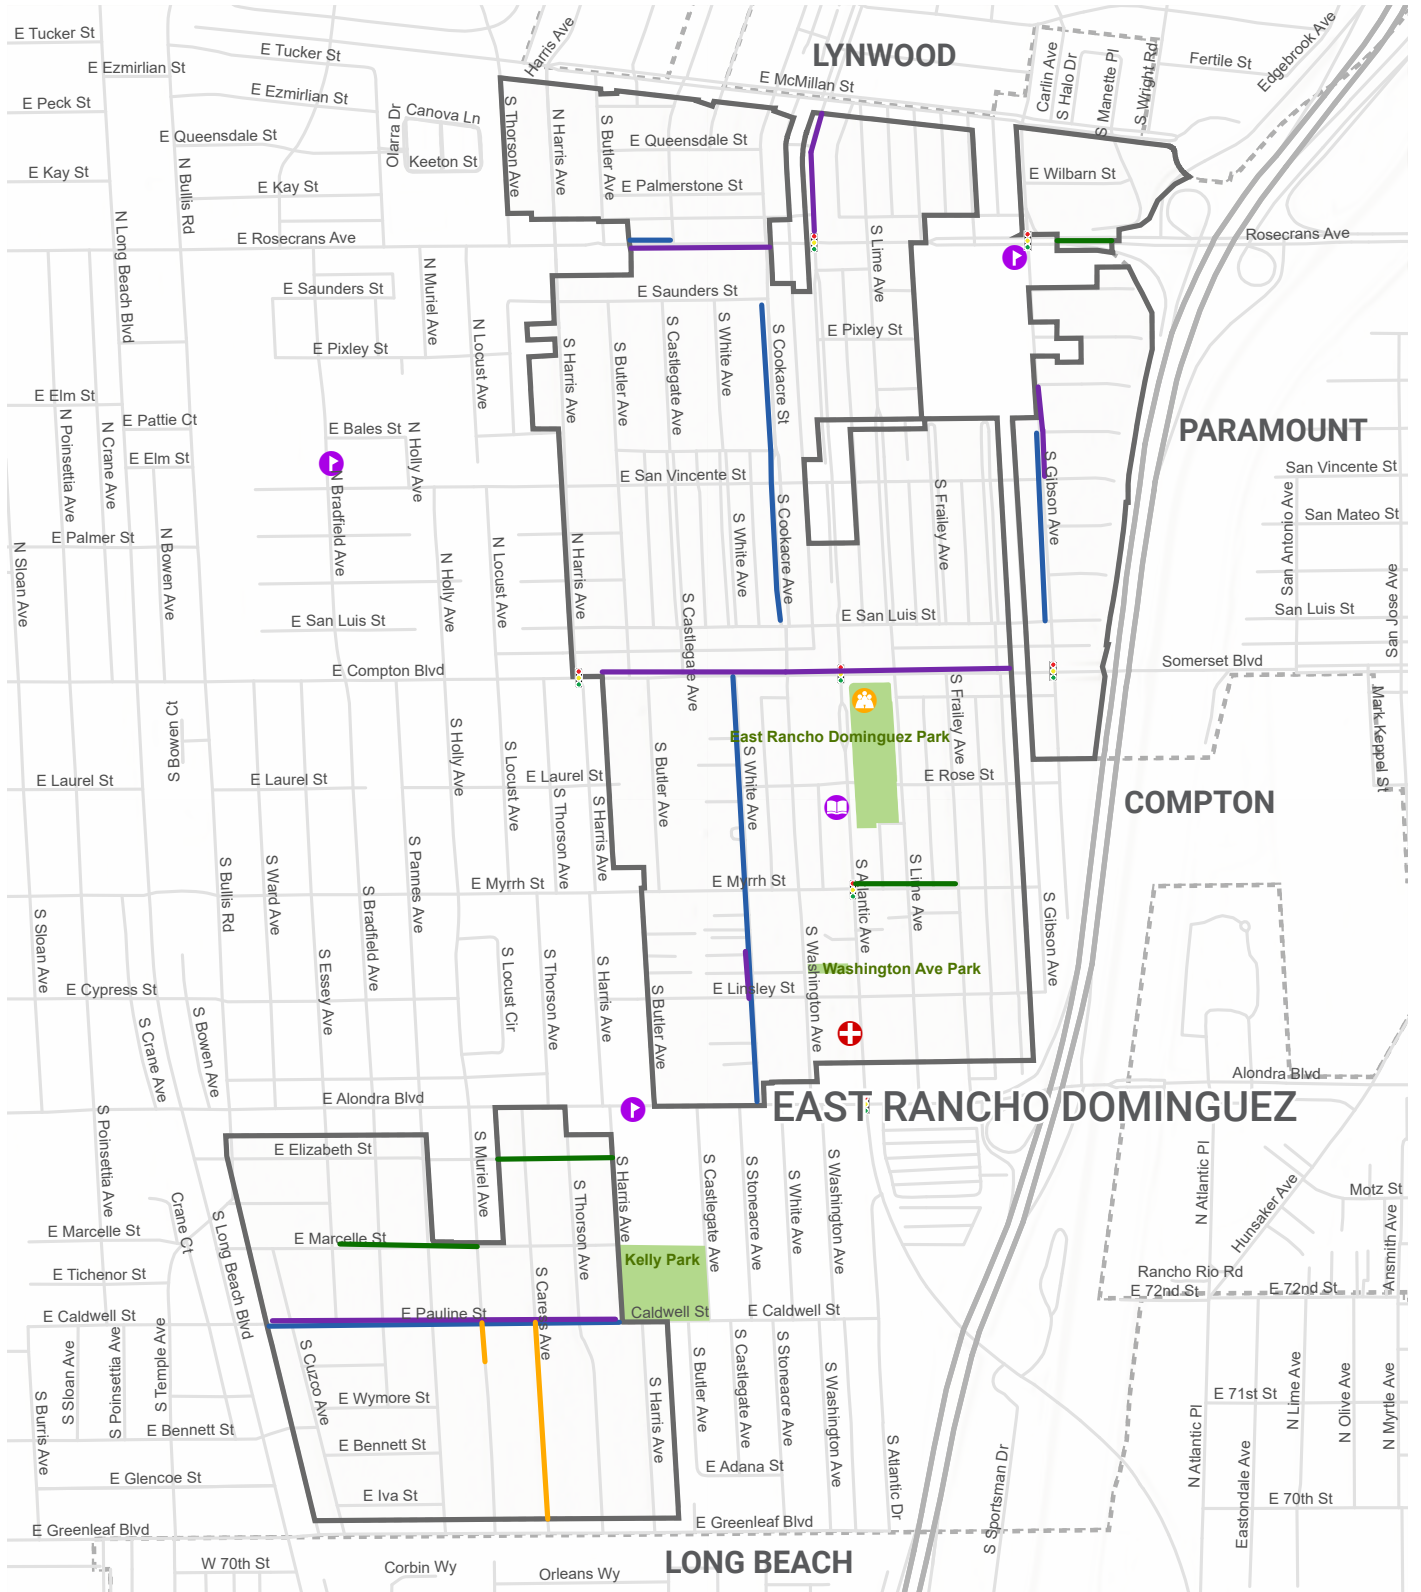 E Tucker St
E Tucker St
Harris Ave
LYNWOOD
Carlin Ave
S Halo Dr
S Manette Pl
S Wright Rd
Fertile St
Edgebrook Ave
E Ezmirlian St
E Ezmirlian St
E McMillan St
E Peck St
Olarra Dr
Canova Ln
S Thorson Ave
N Harris Ave
S Butler Ave
E Queensdale St
E Queensdale St
Keeton St
E Kay St
N Bullis Rd
E Kay St
E Palmerstone St
E Wilbarn St
N Long Beach Blvd
E Rosecrans Ave
S Lime Ave
Rosecrans Ave
N Muriel Ave
E Saunders St
E Saunders St
N Locust Ave
S Castlegate Ave
S White Ave
S Cookacre St
E Pixley St
E Pixley St
S Harris Ave
S Butler Ave
E Elm St
N Poinsettia Ave
N Crane Ave
E Pattie Ct
E Bales St
N Holly Ave
PARAMOUNT
E Elm St
N Bradfield Ave
E San Vincente St
S Frailey Ave
S Gibson Ave
San Vincente St
San Antonio Ave
San Mateo St
S White Ave
S Cookacre Ave
N Sloan Ave
E Palmer St
N Bowen Ave
N Holly Ave
N Locust Ave
N Harris Ave
San Jose Ave
S Castlegate Ave
E San Luis St
E San Luis St
San Luis St
E Compton Blvd
Somerset Blvd
S Bowen Ct
S Frailey Ave
Mark Keppel St
S Holly Ave
East Rancho Dominguez Park
E Laurel St
E Laurel St
S Locust Ave
E Laurel St
S Thorson Ave
S Harris Ave
S Butler Ave
S White Ave
E Rose St
COMPTON
S Bullis Rd
S Ward Ave
S Bradfield Ave
S Pannes Ave
E Myrrh St
E Myrrh St
S Atlantic Ave
S Lime Ave
S Gibson Ave
S Sloan Ave
S Essey Ave
S Locust Cir
S Thorson Ave
S Harris Ave
S Washington Ave
Washington Ave Park
E Cypress St
E Linsley St
S Butler Ave
S Crane Ave
S Bowen Ave
Alondra Blvd
E Alondra Blvd
EAST RANCHO DOMINGUEZ
S Poinsettia Ave
E Elizabeth St
S Muriel Ave
S Harris Ave
S Thorson Ave
S Castlegate Ave
S Stoneacre Ave
S White Ave
S Washington Ave
N Atlantic Pl
Hunsaker Ave
Motz St
Ansmith Ave
Crane Ct
S Long Beach Blvd
E Marcelle St
E Marcelle St
Kelly Park
E Tichenor St
S Caress Ave
Rancho Rio Rd
E 72nd St
E 72nd St
E Caldwell St
E Pauline St
Caldwell St
E Caldwell St
S Burris Ave
S Sloan Ave
S Poinsettia Ave
S Temple Ave
S Cuzco Ave
S Harris Ave
S Butler Ave
S Castlegate Ave
S Stoneacre Ave
S Washington Ave
N Lime Ave
N Olive Ave
N Myrtle Ave
E Wymore St
E 71st St
N Atlantic Pl
E Bennett St
E Bennett St
S Atlantic Dr
S Sportsman Dr
Eastondale Ave
E Glencoe St
E Adana St
E Iva St
E 70th St
E Greenleaf Blvd
E Greenleaf Blvd
W 70th St
Corbin Wy
Orleans Wy
LONG BEACH